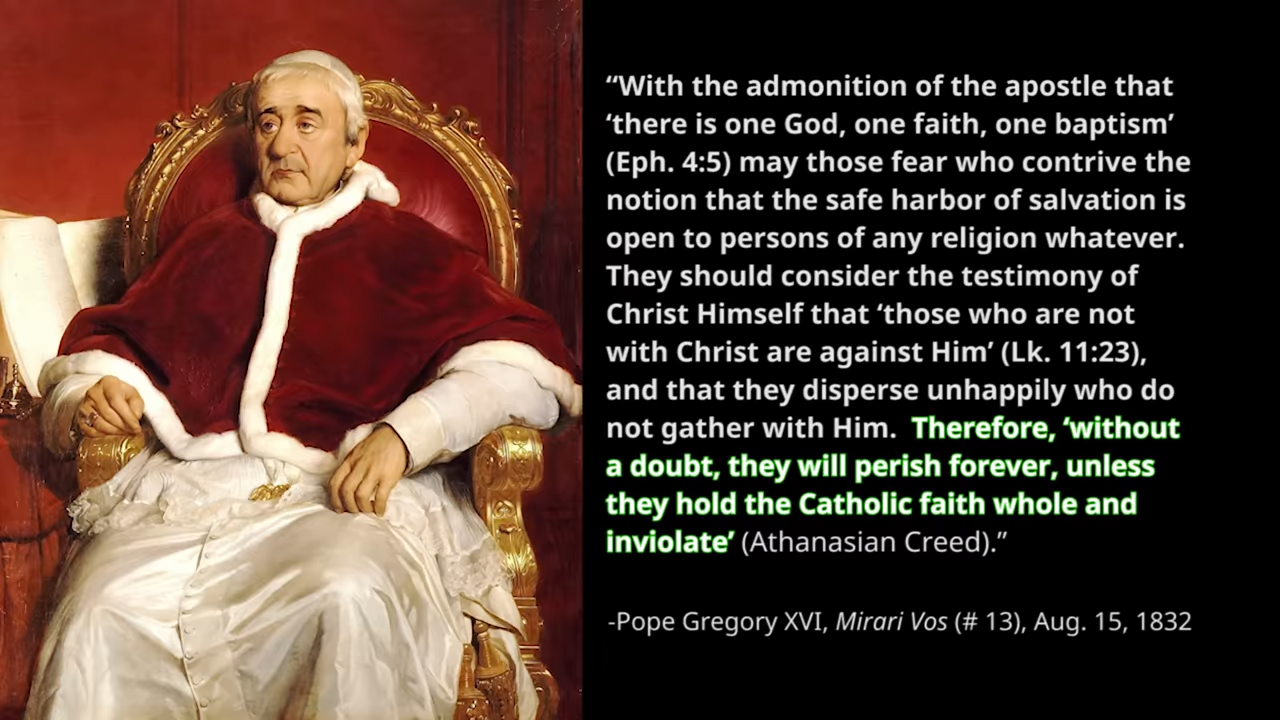 “With the admonition of the apostle that
‘there is one God, one faith, one baptism’
(Eph. 4:5) may those fear who contrive the
notion that the safe harbor of salvation is
open to persons of any religion whatever.
They should consider the testimony of
Christ Himself that ‘those who are not
with Christ are against Him’ (Lk. 11:23),
and that they disperse unhappily who do
not gather with Him.  Therefore, ‘without
a doubt, they will perish forever, unless
they hold the Catholic faith whole and
inviolate’ (Athanasian Creed).”
-Pope Gregory XVI, Mirari Vos (# 13), Aug. 15, 1832